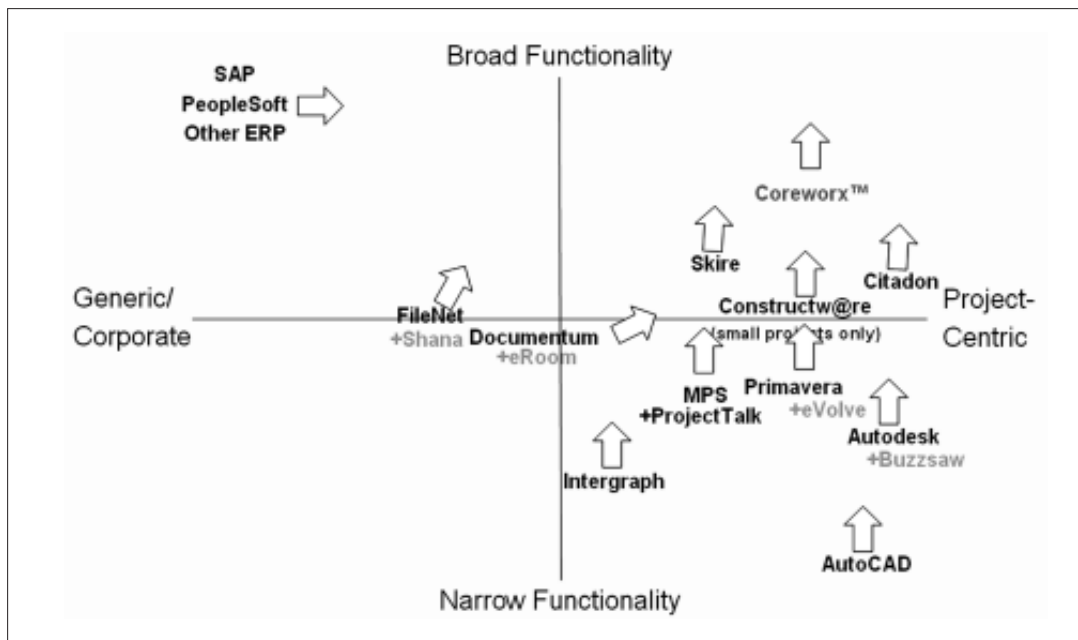 Broad Functionality
SAP
PeopleSoft
Other ERP
Coreworx™
Skire
Citadon
Generic/
Corporate
Project-
Centric
FileNet
+Shana
Documentum
+eRoom
Constructw@re
(small projects only)
MPS
+ProjectTalk
Primavera
+eVolve
Autodesk
+Buzzsaw
Intergraph
AutoCAD
Narrow Functionality